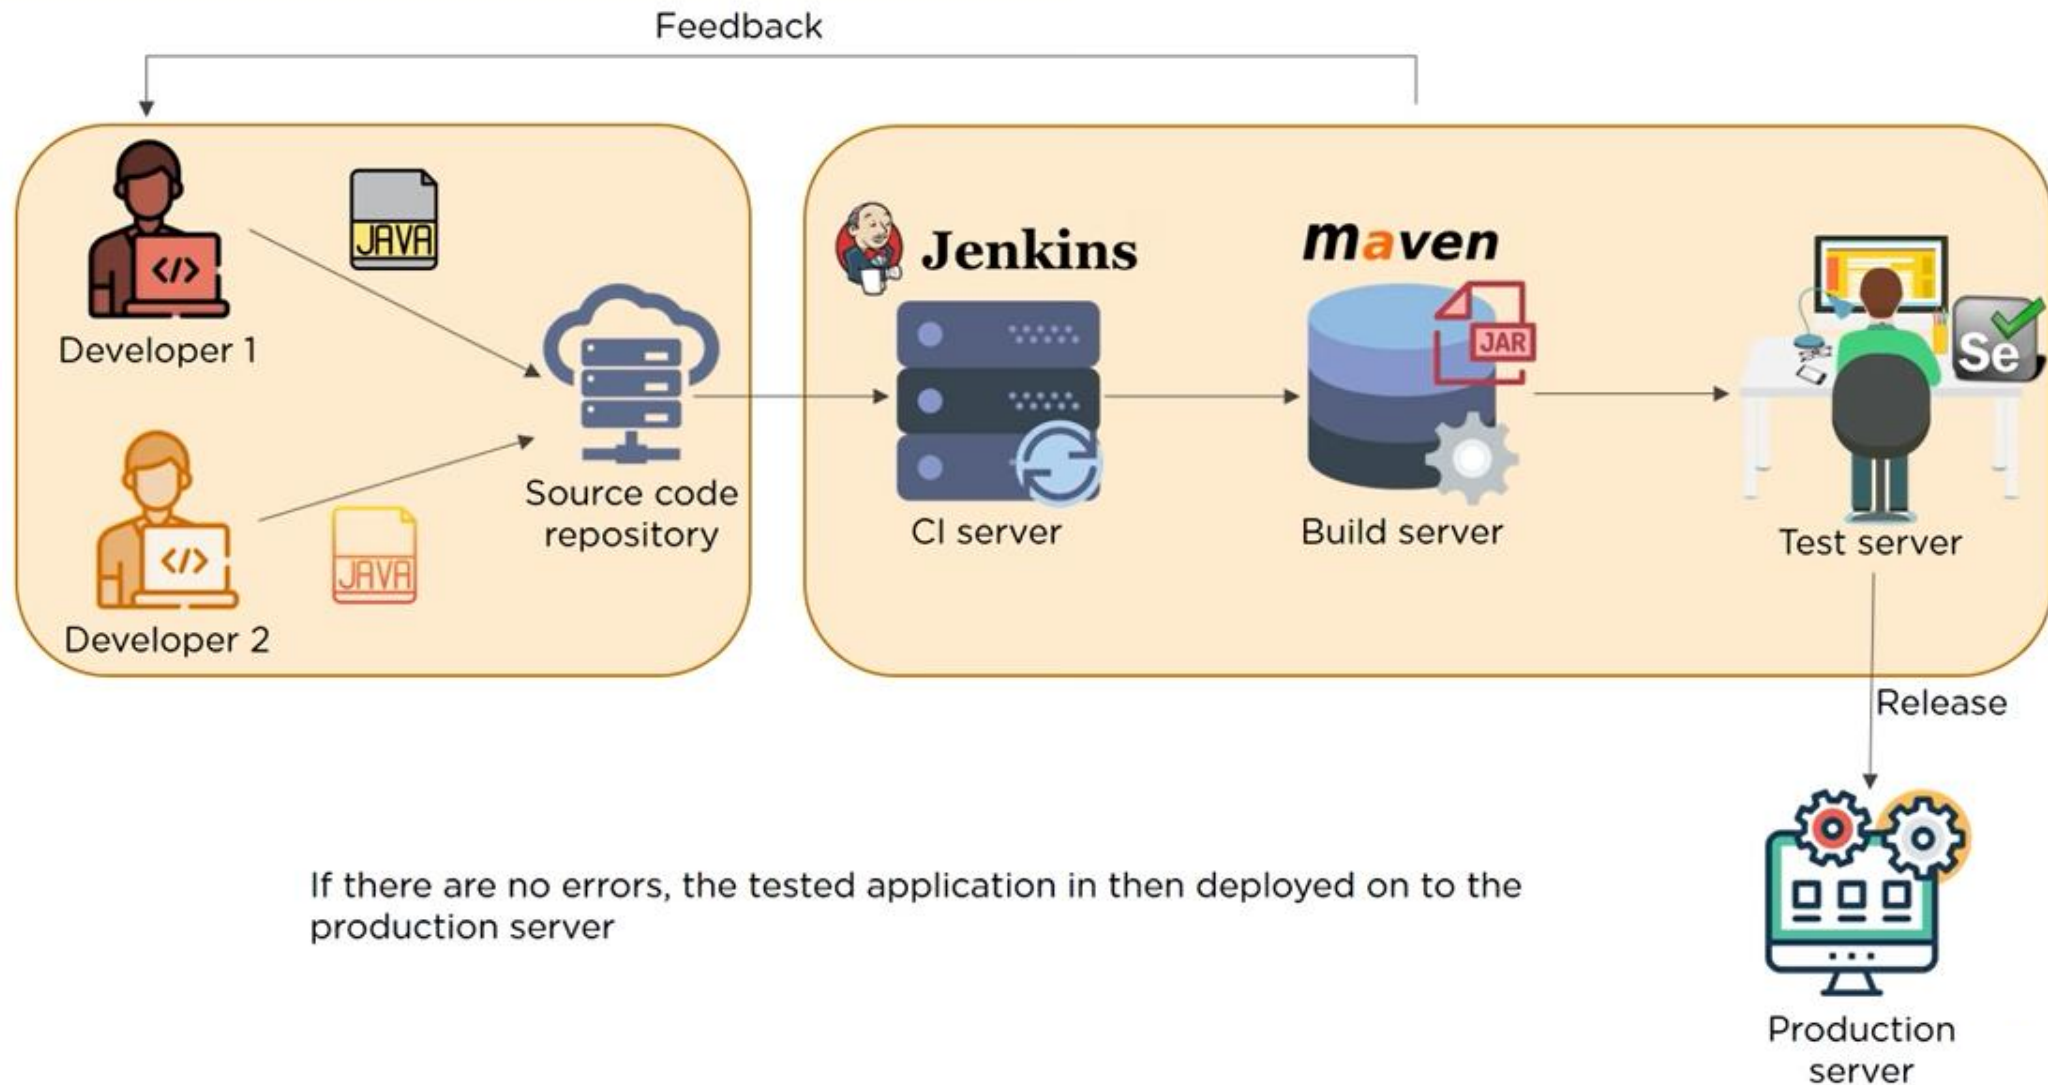 Feedback
JAVA
Developer 1
Jenkins
maven
JAR
Se
Source code
repository
CI server
Build server
Test server
JAVA
Developer 2
Release
If there are no errors, the tested application in then deployed on to the
production server
Production
server